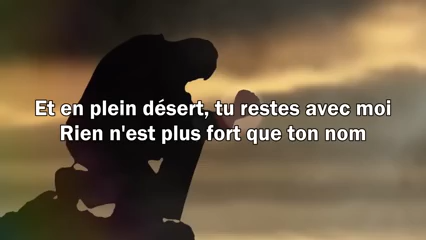 Et en plein désert, tu restes avec moi
Rien n'est plus fort que ton nom